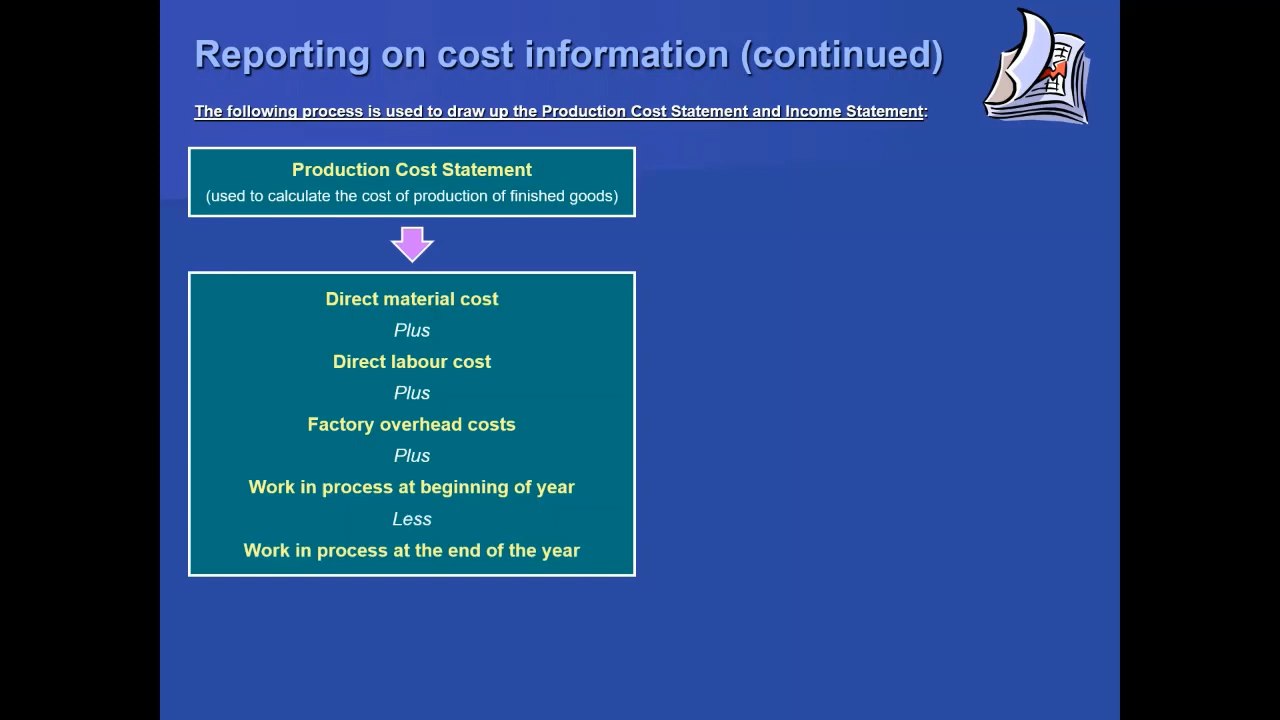 Reporting on cost information (continued)
The following process is used to draw up the Production Cost Statement and Income Statement:
Production Cost Statement
(used to calculate the cost of production of finished goods)
Direct material cost
Plus
Direct labour cost
Plus
Factory overhead costs
Plus
Work in process at beginning of year
Less
Work in process at the end of the year